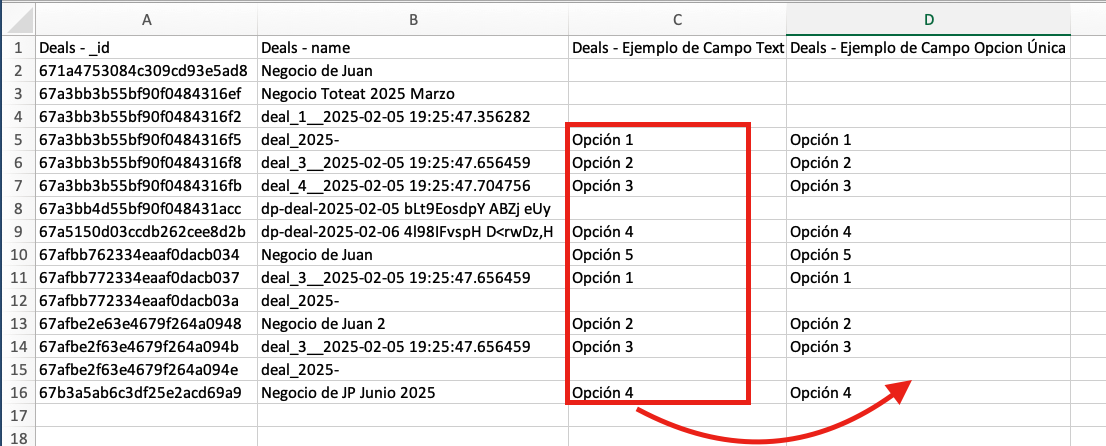 A B C D
1 Deals - _id Deals - name Deals - Ejemplo de Campo Text Deals - Ejemplo de Campo Opcion Única
2 671a4753084c309cd93e5ad8 Negocio de Juan
3 67a3bb3b55bf90f0484316ef Negocio Toteat 2025 Marzo
4 67a3bb3b55bf90f0484316f2 deal_1__2025-02-05 19:25:47.356282
5 67a3bb3b55bf90f0484316f5 deal_2025- Opción 1 Opción 1
6 67a3bb3b55bf90f0484316f8 deal_3__2025-02-05 19:25:47.656459 Opción 2 Opción 2
7 67a3bb3b55bf90f0484316fb deal_4__2025-02-05 19:25:47.704756 Opción 3 Opción 3
8 67a3bb4d55bf90f048431acc dp-deal-2025-02-05 bLt9EosdpY ABZj eUy
9 67a5150d03ccdb262cee8d2b dp-deal-2025-02-06 4l98IFvspH D<rwDz,H Opción 4 Opción 4
10 67afbb762334eaaf0dacb034 Negocio de Juan Opción 5 Opción 5
11 67afbb772334eaaf0dacb037 deal_3__2025-02-05 19:25:47.656459 Opción 1 Opción 1
12 67afbb772334eaaf0dacb03a deal_2025-
13 67afbe2e63e4679f264a0948 Negocio de Juan 2 Opción 2 Opción 2
14 67afbe2f63e4679f264a094b deal_3__2025-02-05 19:25:47.656459 Opción 3 Opción 3
15 67afbe2f63e4679f264a094e deal_2025-
16 67b3a5ab6c3df25e2acd69a9 Negocio de JP Junio 2025 Opción 4 Opción 4
17
18